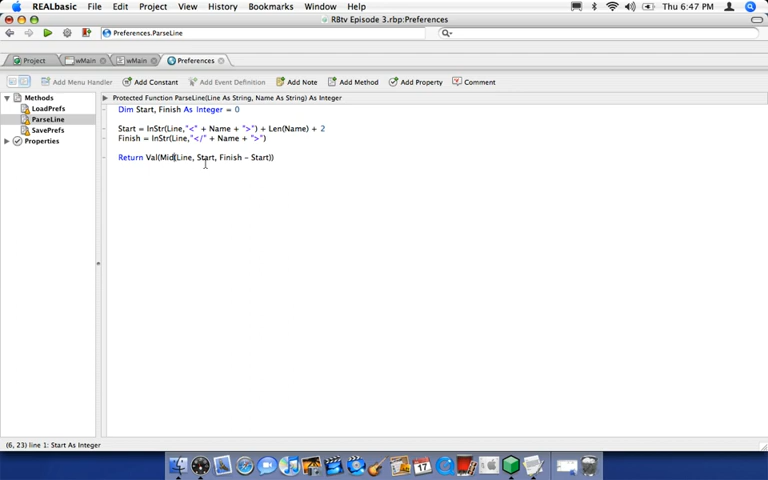 REALbasic File Edit Project View History Bookmarks Window Help Thu 6:47 PM
RBtv Episode 3.rbp:Preferences
Preferences.ParseLine
Project wMain wMain Preferences
Add Menu Handler Add Constant Add Event Definition Add Note Add Method Add Property Comment
Methods
LoadPrefs
ParseLine
SavePrefs
Properties
Protected Function ParseLine(Line As String, Name As String) As Integer
Dim Start, Finish As Integer = 0
Start = InStr(Line,"<" + Name + ">") + Len(Name) + 2
Finish = InStr(Line,"</" + Name + ">")
Return Val(Mid(Line, Start, Finish - Start))
(6, 23) line 1: Start As Integer
17